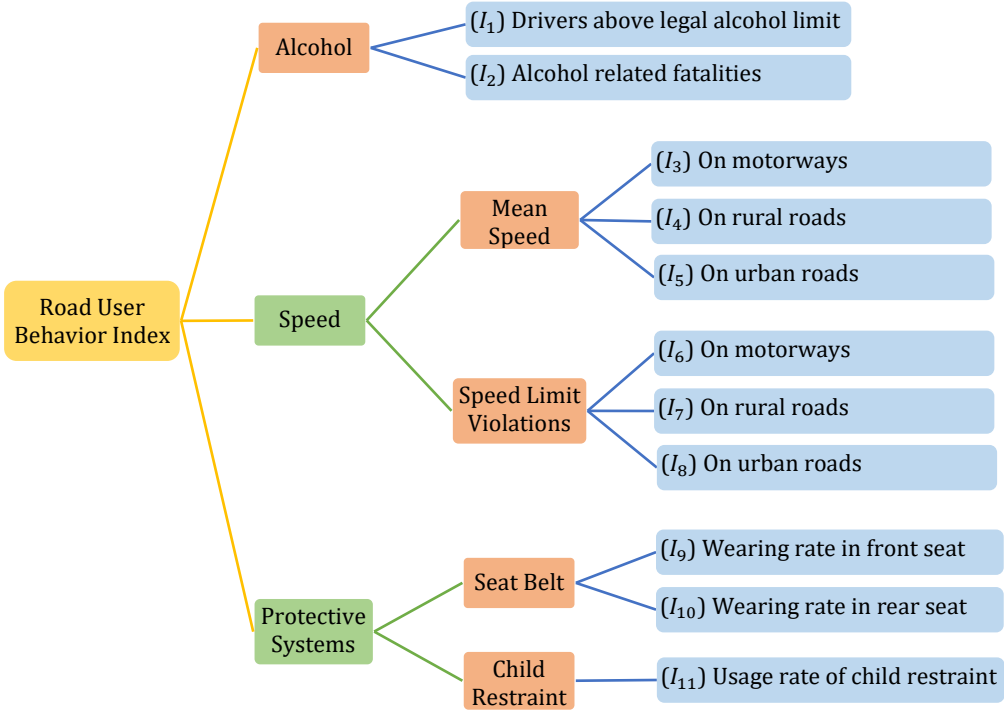 Road User
Behavior Index
Alcohol
(I₁) Drivers above legal alcohol limit
(I₂) Alcohol related fatalities
Speed
Mean
Speed
(I₃) On motorways
(I₄) On rural roads
(I₅) On urban roads
Speed Limit
Violations
(I₆) On motorways
(I₇) On rural roads
(I₈) On urban roads
Protective
Systems
Seat Belt
(I₉) Wearing rate in front seat
(I₁₀) Wearing rate in rear seat
Child
Restraint
(I₁₁) Usage rate of child restraint